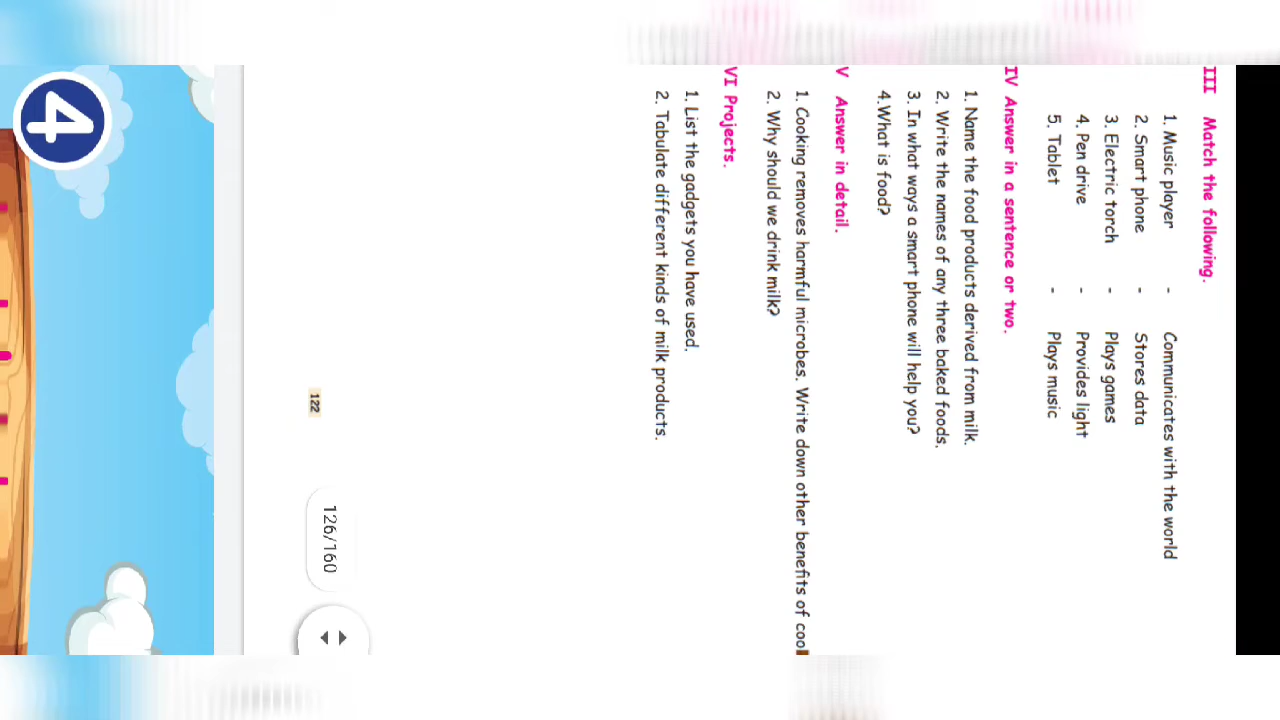 III Match the following.
1. Music player - Communicates with the world
2. Smart phone - Stores data
3. Electric torch - Plays games
4. Pen drive - Provides light
5. Tablet - Plays music
IV Answer in a sentence or two.
1. Name the food products derived from milk.
2. Write the names of any three baked foods.
3. In what ways a smart phone will help you?
4.What is food?
V Answer in detail.
1. Cooking removes harmful microbes. Write down other benefits of
2. Why should we drink milk?
VI Projects.
1. List the gadgets you have used.
2. Tabulate different kinds of milk products.
122
126/160
4